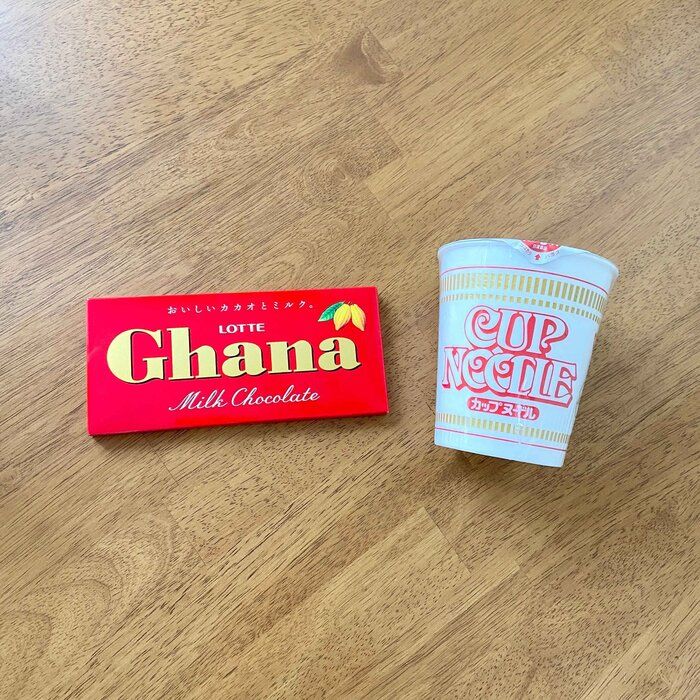 おいしいカカオとミルク。
LOTTE
Ghana
Milk Chocolate
CUP
NOODLE
カップヌードル